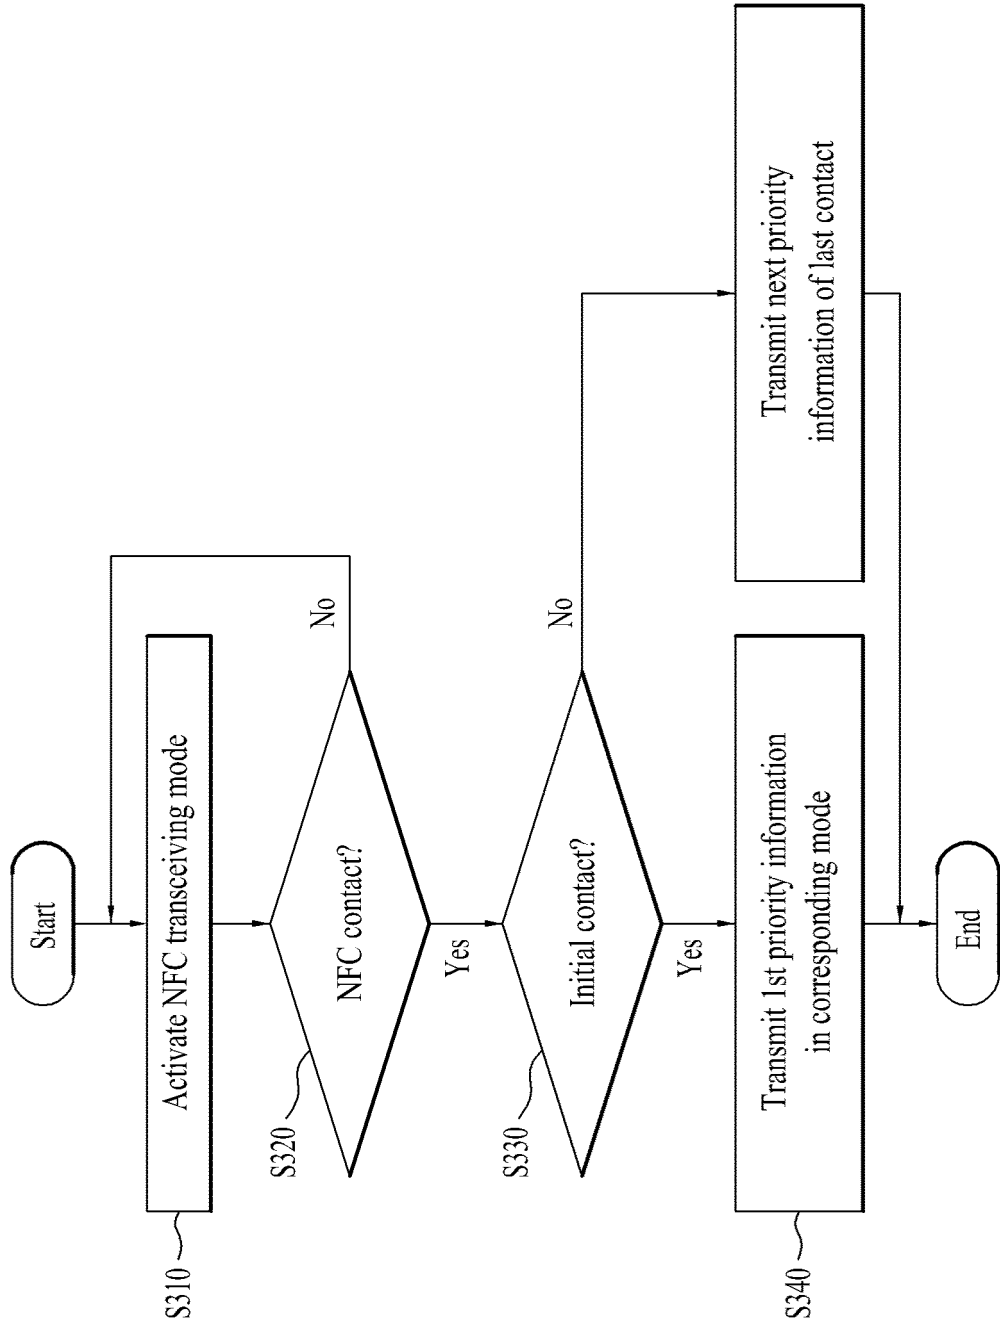 Start
S310
Activate NFC transceiving mode
S320
NFC contact?
No
Yes
S330
Initial contact?
No
Yes
S340
Transmit 1st priority information
in corresponding mode
Transmit next priority
information of last contact
End